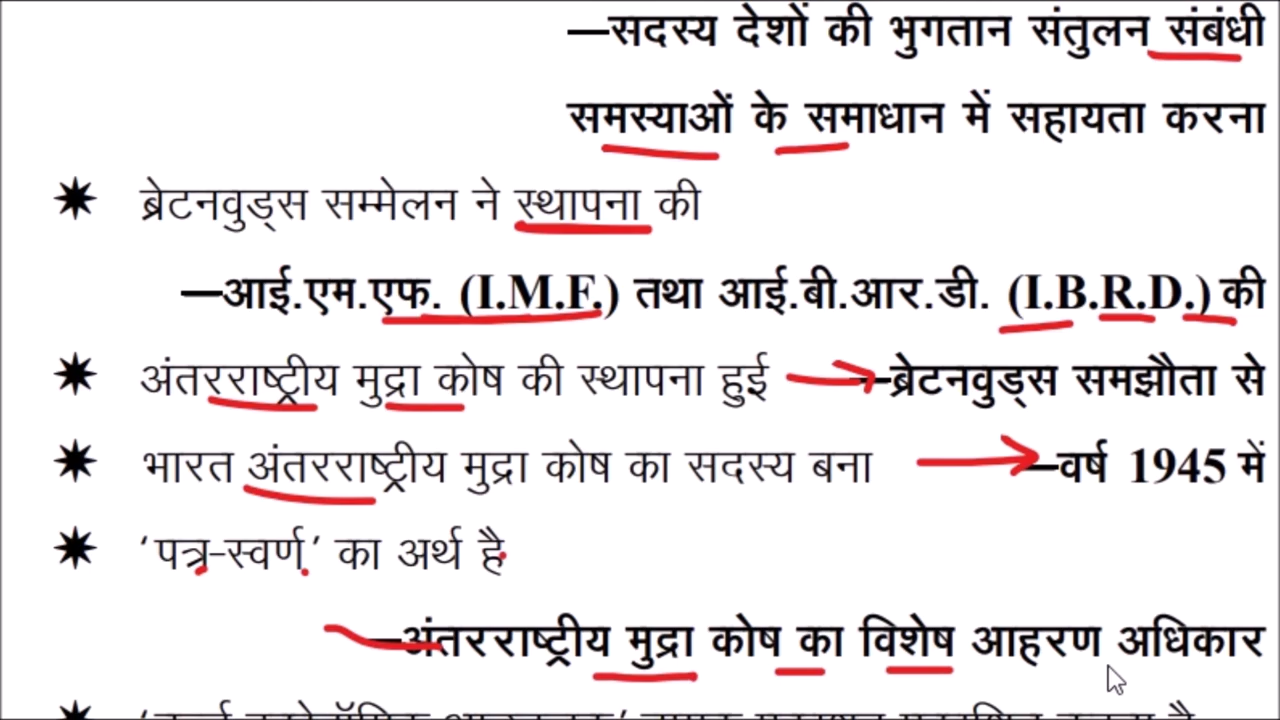 —सदस्य देशों की भुगतान संतुलन संबंधी
समस्याओं के समाधान में सहायता करना
✷ ब्रेटनवुड्स सम्मेलन ने स्थापना की
—आई.एम.एफ. (I.M.F.) तथा आई.बी.आर.डी. (I.B.R.D.) की
✷ अंतरराष्ट्रीय मुद्रा कोष की स्थापना हुई —ब्रेटनवुड्स समझौता से
✷ भारत अंतरराष्ट्रीय मुद्रा कोष का सदस्य बना —वर्ष 1945 में
✷ ‘पत्र-स्वर्ण’ का अर्थ है
—अंतरराष्ट्रीय मुद्रा कोष का विशेष आहरण अधिकार